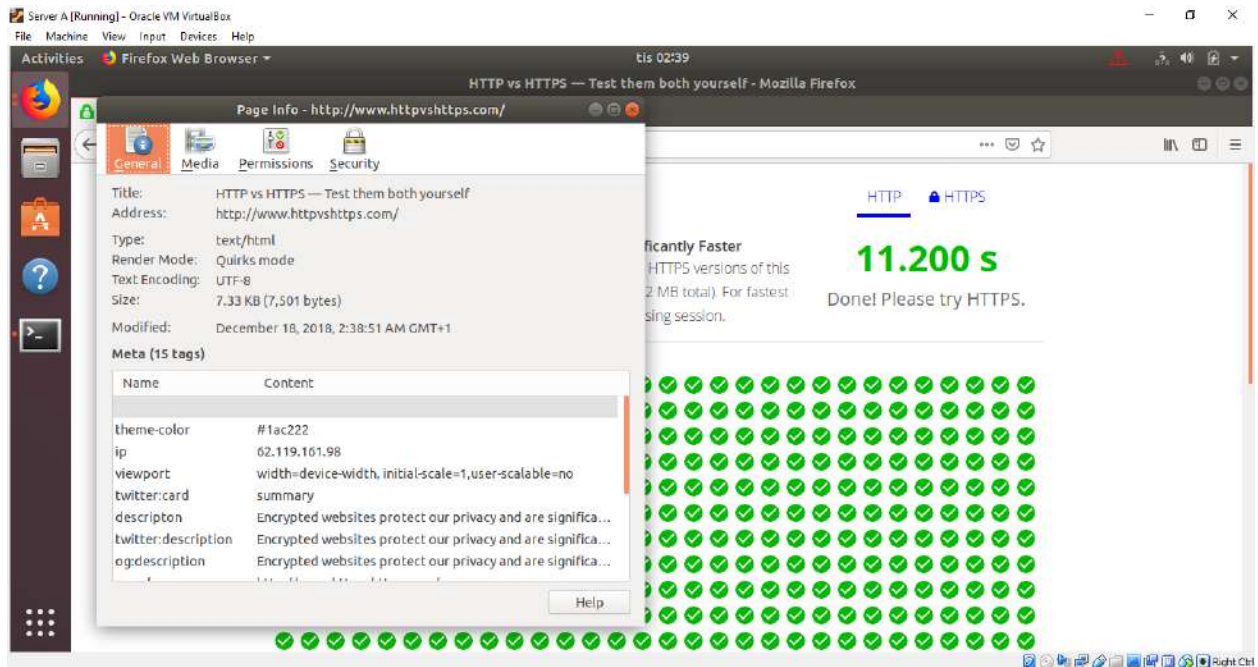 Server A [Running] - Oracle VM VirtualBox
File Machine View Input Devices Help
Activities Firefox Web Browser tis 02:39
HTTP vs HTTPS — Test them both yourself - Mozilla Firefox
Page Info - http://www.httpvshttps.com/
General Media Permissions Security
Title: HTTP vs HTTPS — Test them both yourself
Address: http://www.httpvshttps.com/
Type: text/html
Render Mode: Quirks mode
Text Encoding: UTF-8
Size: 7.33 KB (7,501 bytes)
Modified: December 18, 2018, 2:38:51 AM GMT+1
Meta (15 tags)
Name Content
theme-color #1ac222
ip 62.119.161.98
viewport width=device-width, initial-scale=1,user-scalable=no
twitter:card summary
descripton Encrypted websites protect our privacy and are significa...
twitter:description Encrypted websites protect our privacy and are significa...
og:description Encrypted websites protect our privacy and are significa...
Help
HTTP HTTPS
ficantly Faster
HTTPS versions of this
2 MB total). For fastest
sing session.
11.200 s
Done! Please try HTTPS.
Right Ctrl